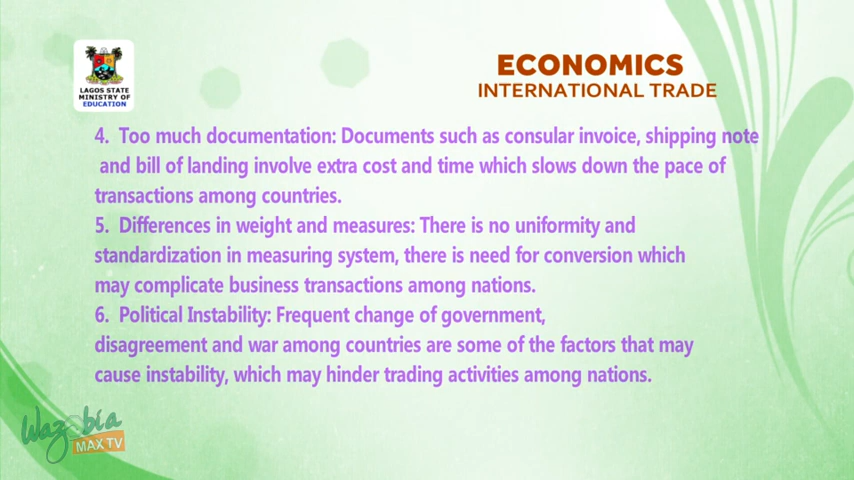 LAGOS STATE
MINISTRY OF
EDUCATION
ECONOMICS
INTERNATIONAL TRADE
4. Too much documentation: Documents such as consular invoice, shipping note
and bill of landing involve extra cost and time which slows down the pace of
transactions among countries.
5. Differences in weight and measures: There is no uniformity and
standardization in measuring system, there is need for conversion which
may complicate business transactions among nations.
6. Political Instability: Frequent change of government,
disagreement and war among countries are some of the factors that may
cause instability, which may hinder trading activities among nations.
Wazobia
MAX TV